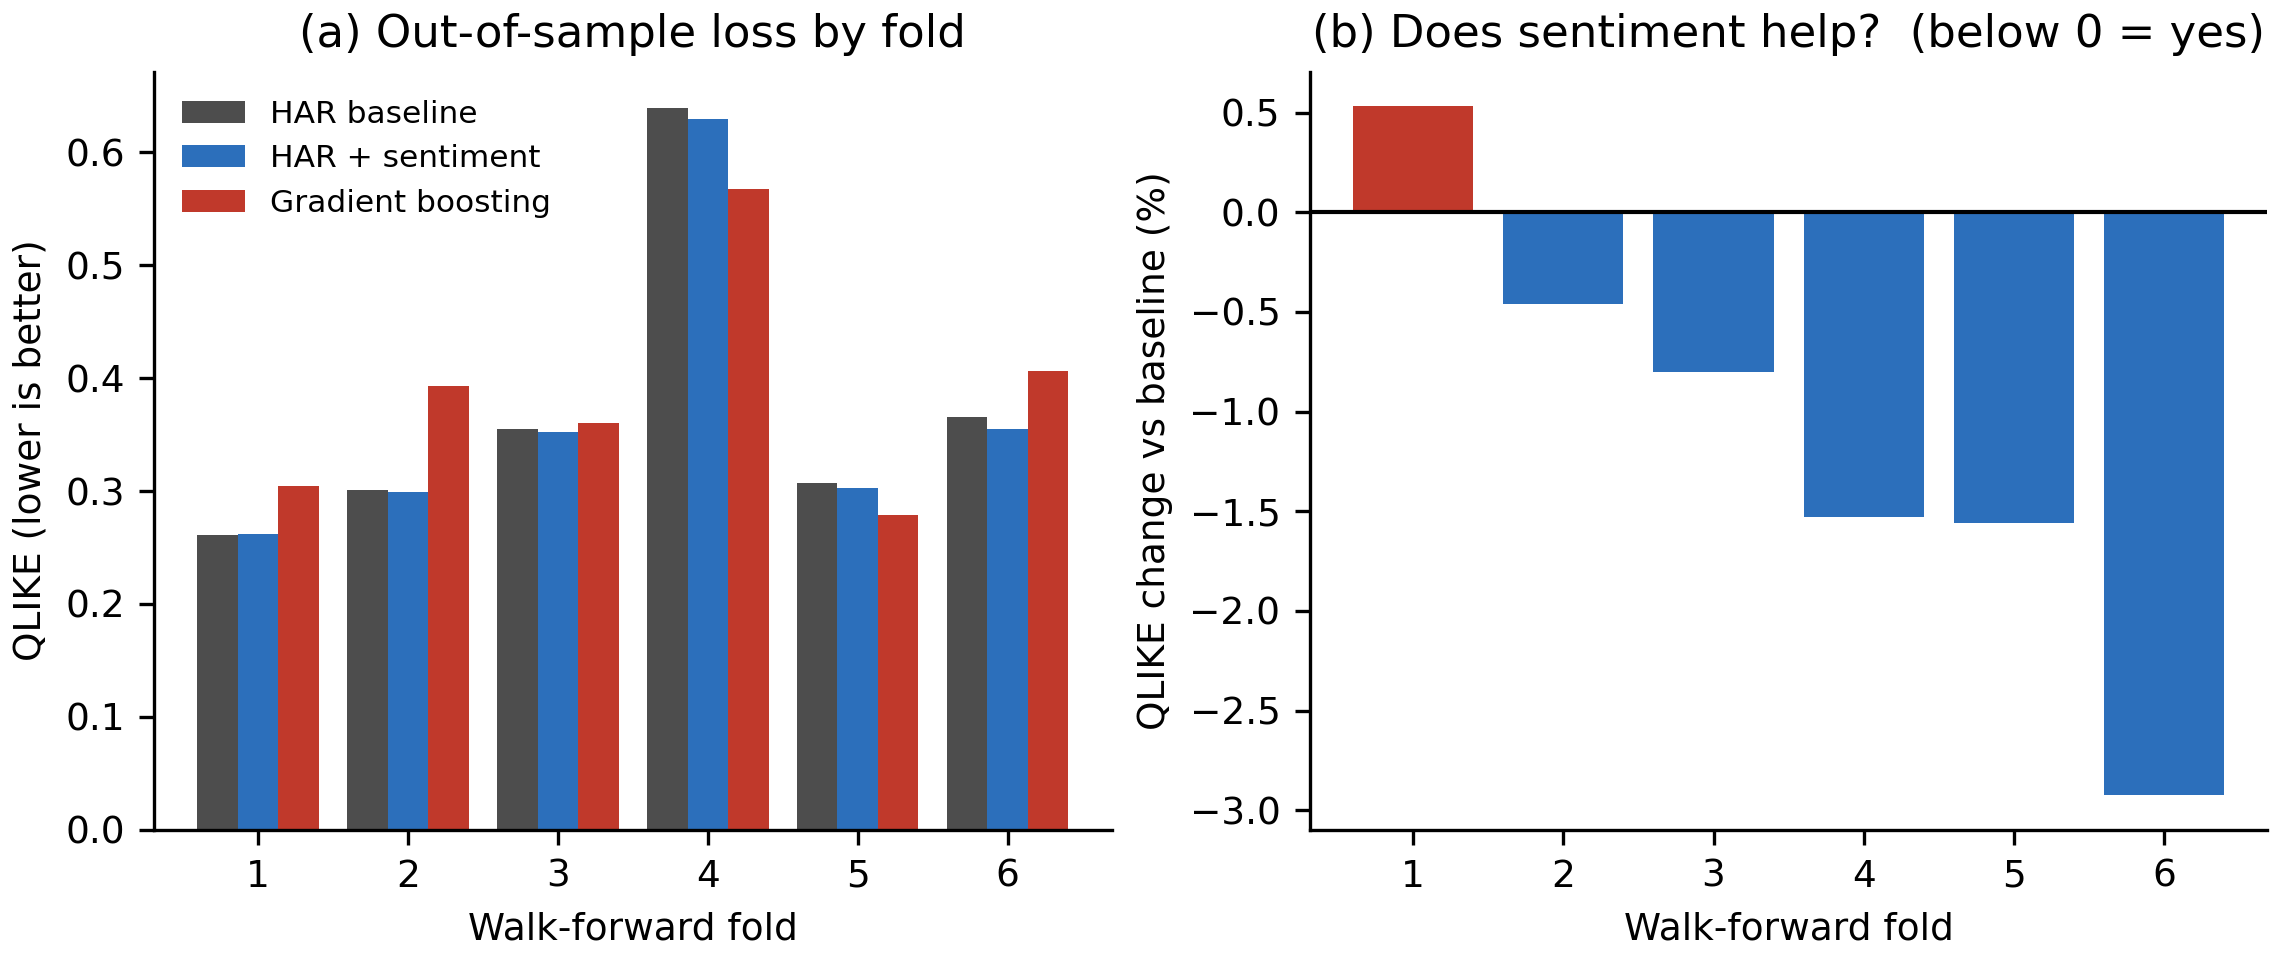 (a) Out-of-sample loss by fold
HAR baseline
HAR + sentiment
Gradient boosting
QLIKE (lower is better)
0.6
0.5
0.4
0.3
0.2
0.1
0.0
1 2 3 4 5 6
Walk-forward fold
(b) Does sentiment help?  (below 0 = yes)
QLIKE change vs baseline (%)
0.5
0.0
−0.5
−1.0
−1.5
−2.0
−2.5
−3.0
1 2 3 4 5 6
Walk-forward fold